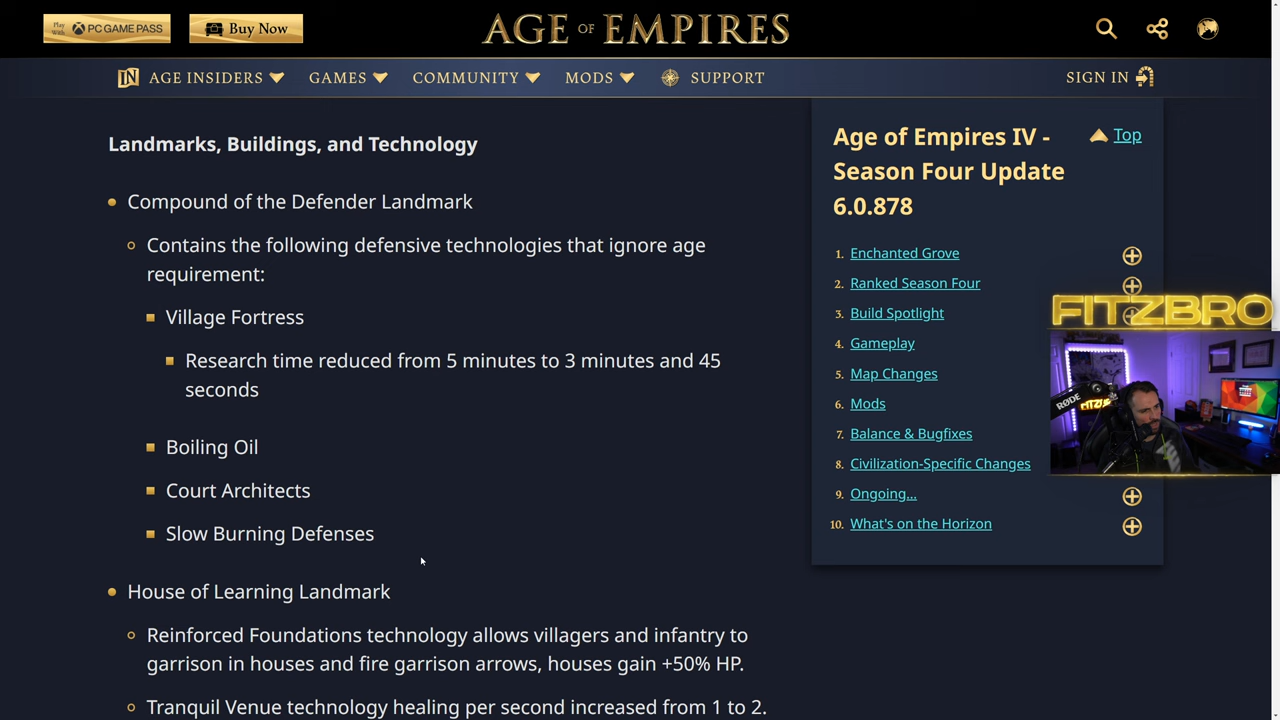 Play With XBOX PC GAME PASS
Buy Now
AGE OF EMPIRES
IN AGE INSIDERS
GAMES
COMMUNITY
MODS
SUPPORT
SIGN IN
Landmarks, Buildings, and Technology
Compound of the Defender Landmark
Contains the following defensive technologies that ignore age
requirement:
Village Fortress
Research time reduced from 5 minutes to 3 minutes and 45
seconds
Boiling Oil
Court Architects
Slow Burning Defenses
House of Learning Landmark
Reinforced Foundations technology allows villagers and infantry to
garrison in houses and fire garrison arrows, houses gain +50% HP.
Tranquil Venue technology healing per second increased from 1 to 2.
Age of Empires IV -
Season Four Update
6.0.878
Top
1. Enchanted Grove
2. Ranked Season Four
3. Build Spotlight
4. Gameplay
5. Map Changes
6. Mods
7. Balance & Bugfixes
8. Civilization-Specific Changes
9. Ongoing...
10. What's on the Horizon
FITZBRO
RØDE